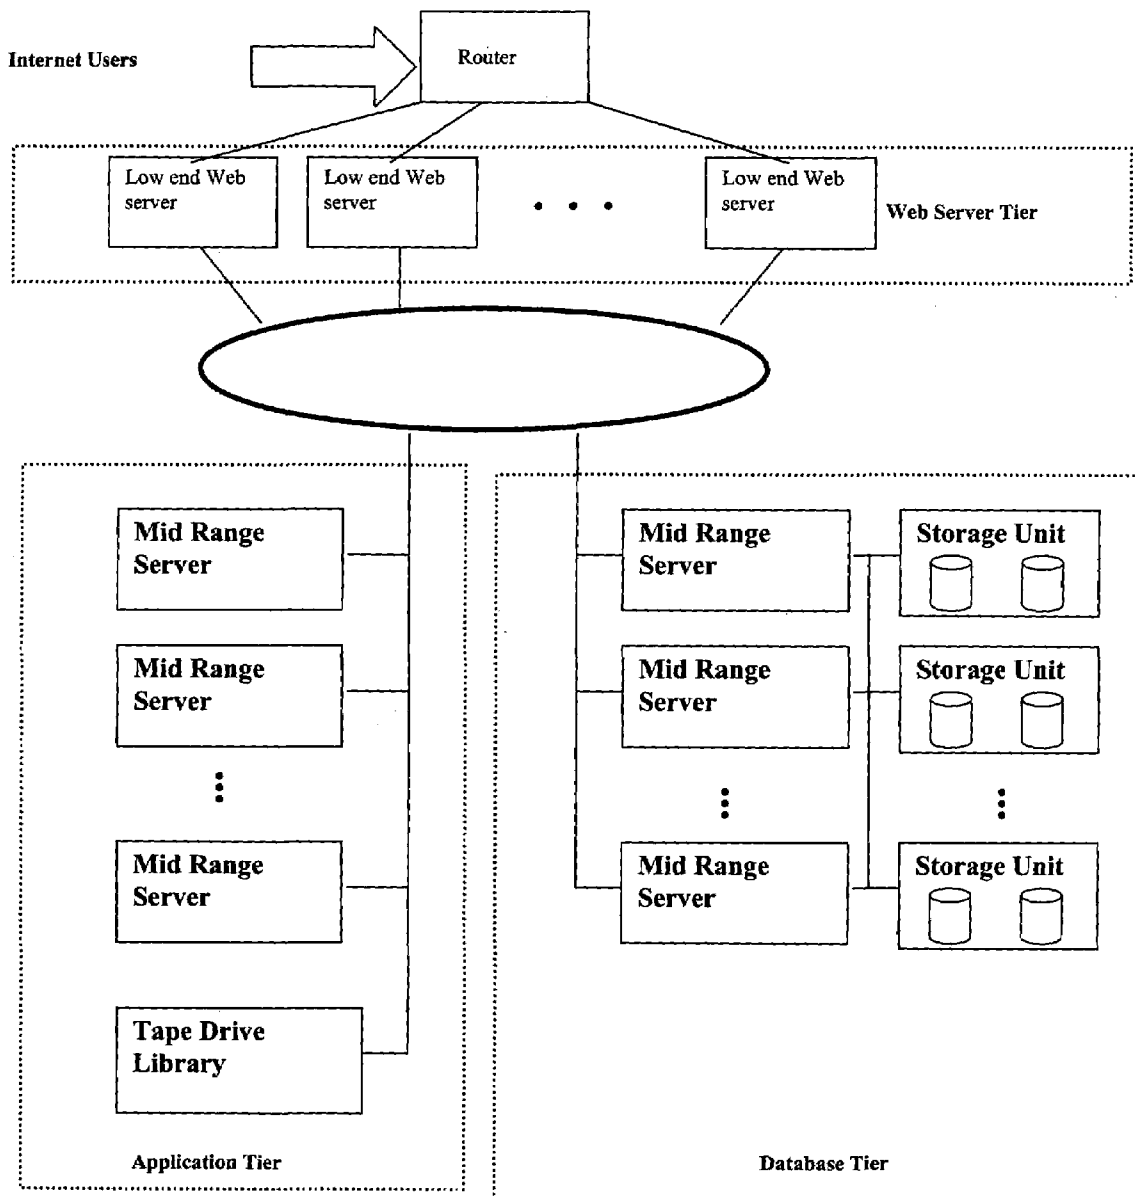 Internet Users
Router
Low end Web
server
Low end Web
server
Low end Web
server
Web Server Tier
Mid Range
Server
Mid Range
Server
Mid Range
Server
Tape Drive
Library
Application Tier
Mid Range
Server
Storage Unit
Mid Range
Server
Storage Unit
Mid Range
Server
Storage Unit
Database Tier